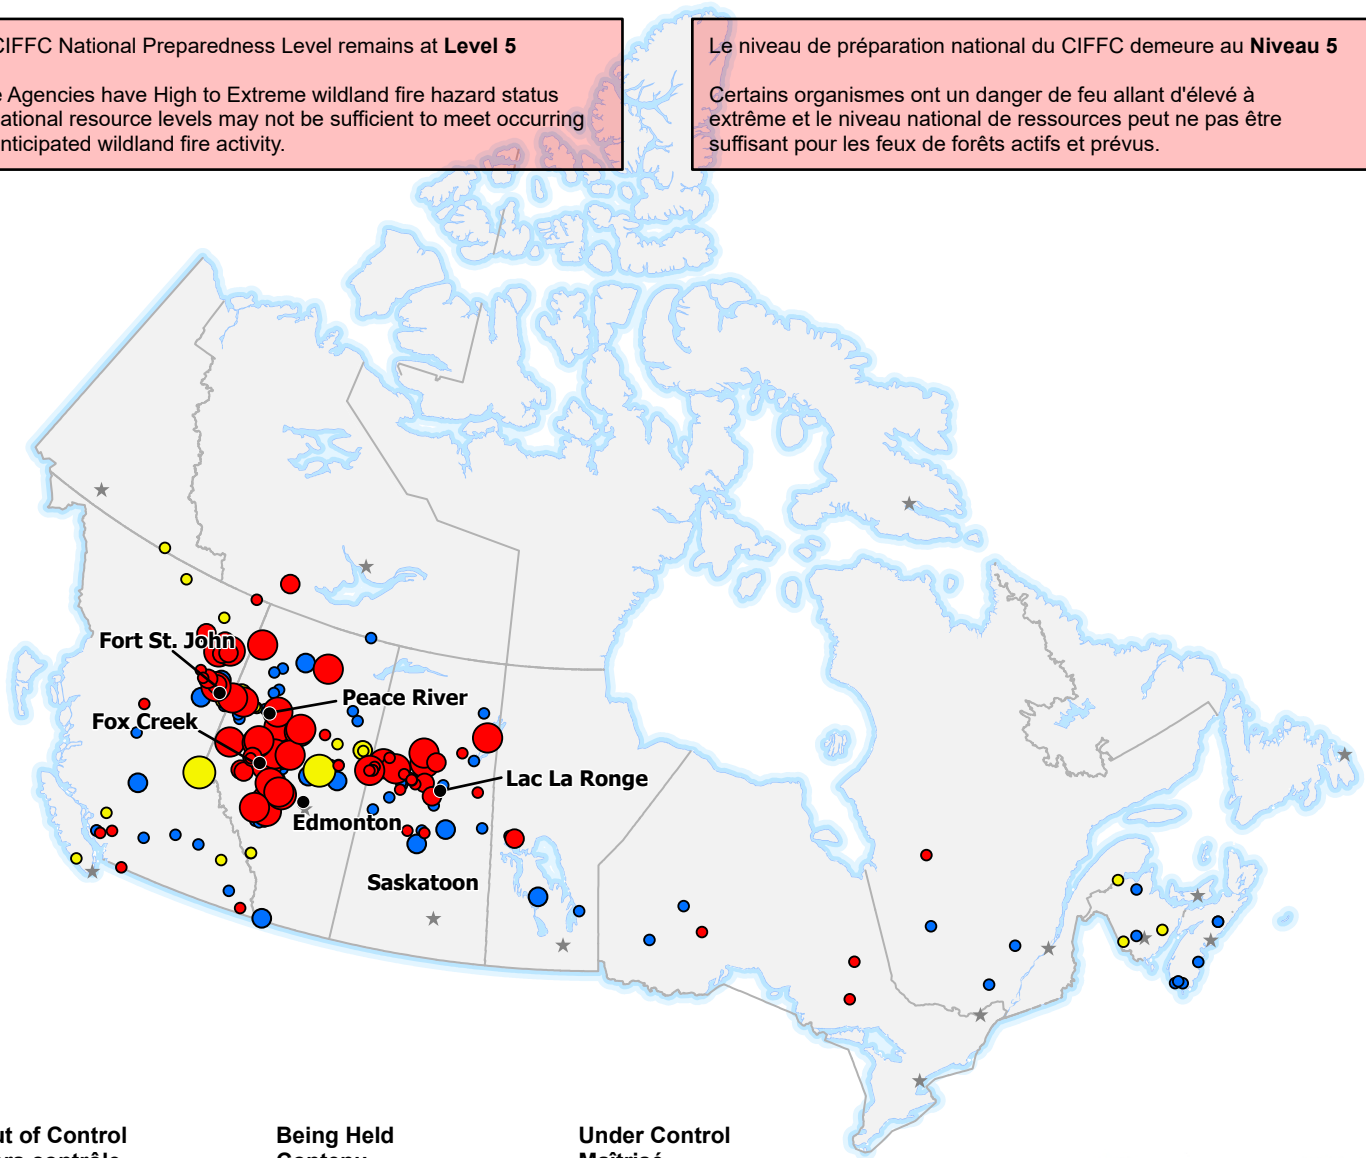 CIFFC National Preparedness Level remains at Level 5
Agencies have High to Extreme wildland fire hazard status
ational resource levels may not be sufficient to meet occurring
nticipated wildland fire activity.
Le niveau de préparation national du CIFFC demeure au Niveau 5
Certains organismes ont un danger de feu allant d'élevé à
extrême et le niveau national de ressources peut ne pas être
suffisant pour les feux de forêts actifs et prévus.
Fort St. John
Peace River
Fox Creek
Lac La Ronge
Edmonton
Saskatoon
ut of Control
Being Held
Under Control
contrôle
Contenu
Maîtrisé